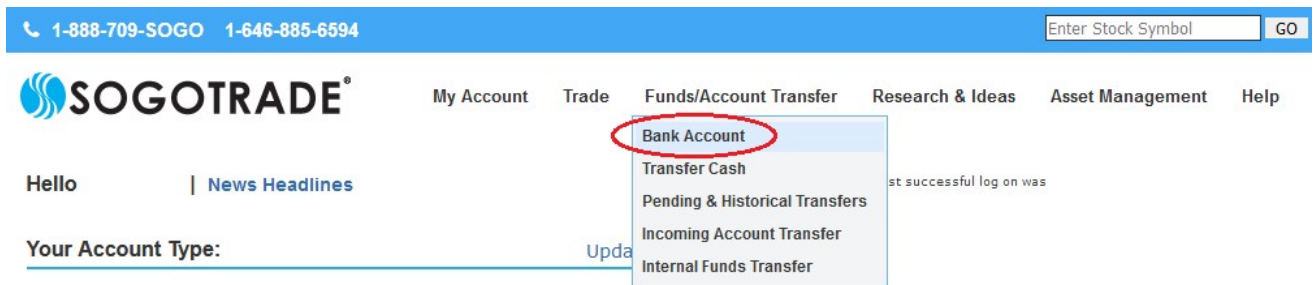 1-888-709-SOGO 1-646-885-6594 Enter Stock Symbol GO
SOGOTRADE®
My Account Trade Funds/Account Transfer Research & Ideas Asset Management Help
Bank Account
Transfer Cash
Hello | News Headlines st successful log on was
Pending & Historical Transfers
Incoming Account Transfer
Your Account Type: Upda
Internal Funds Transfer